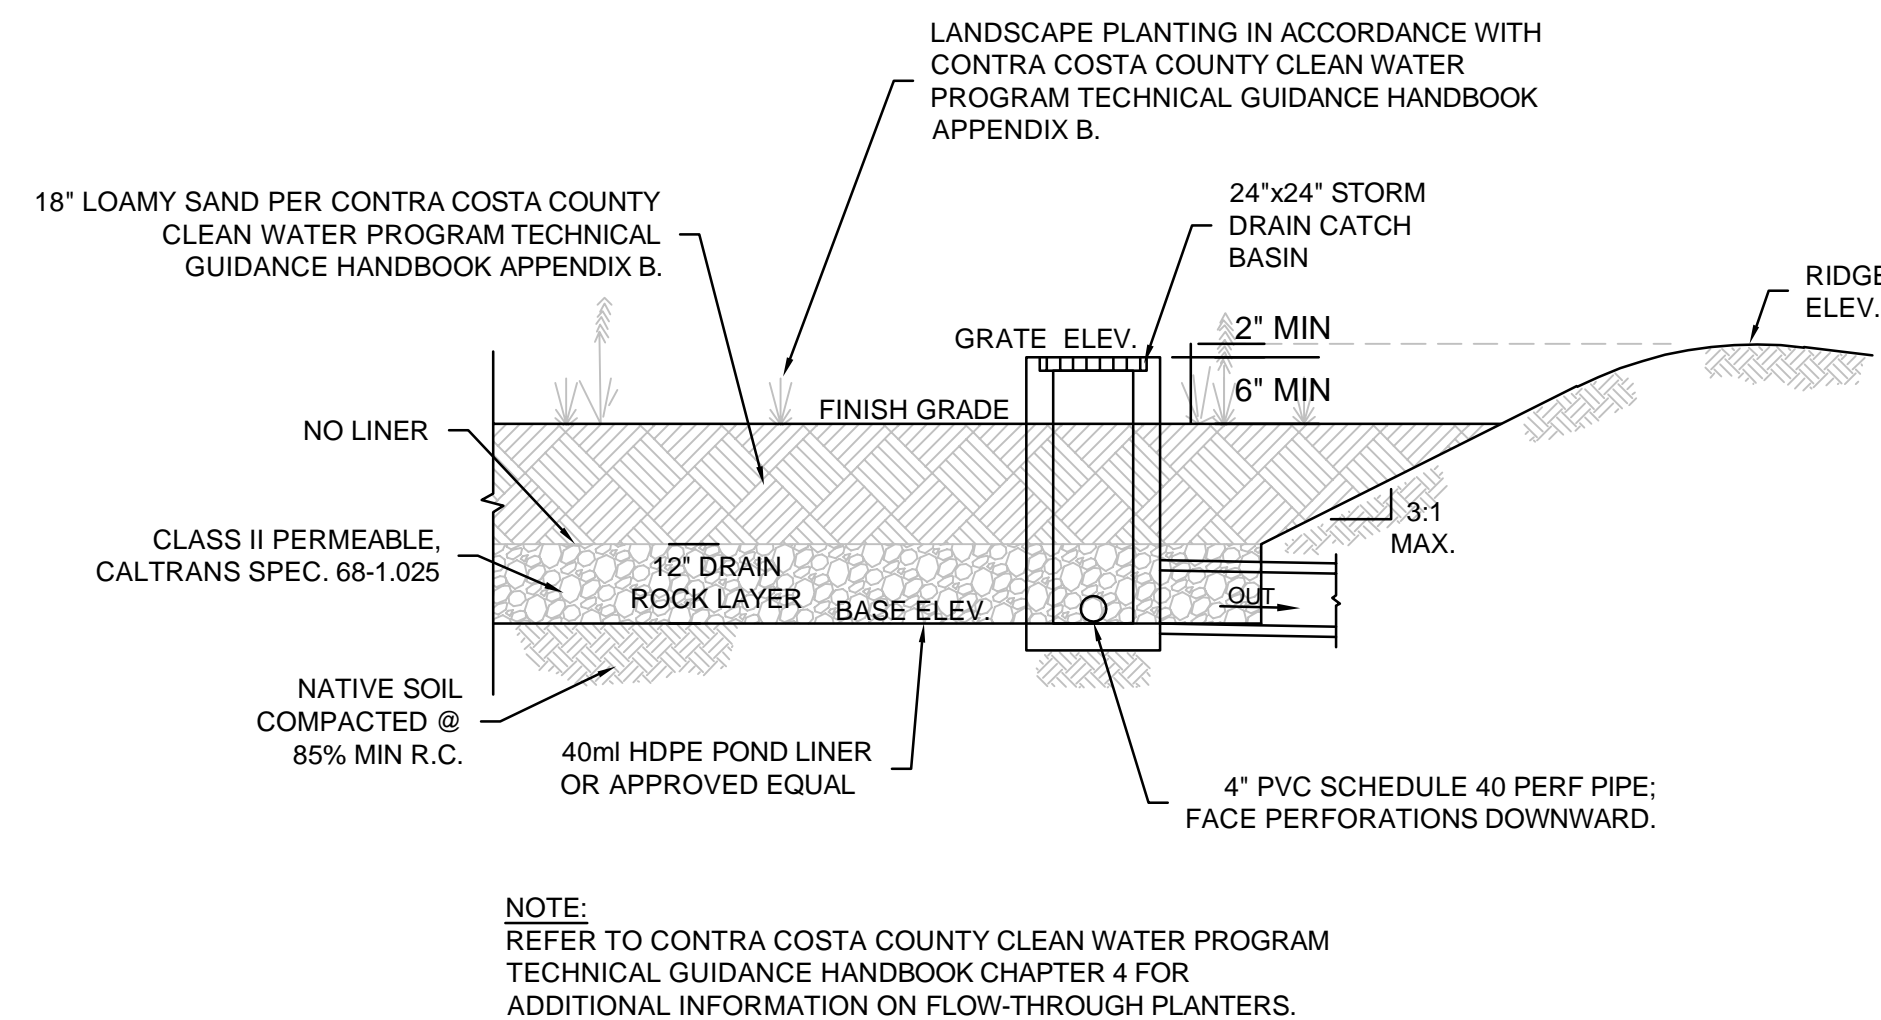 LANDSCAPE PLANTING IN ACCORDANCE WITH
CONTRA COSTA COUNTY CLEAN WATER
PROGRAM TECHNICAL GUIDANCE HANDBOOK
APPENDIX B.
18" LOAMY SAND PER CONTRA COSTA COUNTY
CLEAN WATER PROGRAM TECHNICAL
GUIDANCE HANDBOOK APPENDIX B.
24"x24" STORM
DRAIN CATCH
BASIN
RIDGE
ELEV.
GRATE ELEV.
2" MIN
6" MIN
FINISH GRADE
NO LINER
3:1
MAX.
CLASS II PERMEABLE,
CALTRANS SPEC. 68-1.025
12" DRAIN
ROCK LAYER
BASE ELEV.
OUT
NATIVE SOIL
COMPACTED @
85% MIN R.C.
40ml HDPE POND LINER
OR APPROVED EQUAL
4" PVC SCHEDULE 40 PERF PIPE;
FACE PERFORATIONS DOWNWARD.
NOTE:
REFER TO CONTRA COSTA COUNTY CLEAN WATER PROGRAM
TECHNICAL GUIDANCE HANDBOOK CHAPTER 4 FOR
ADDITIONAL INFORMATION ON FLOW-THROUGH PLANTERS.